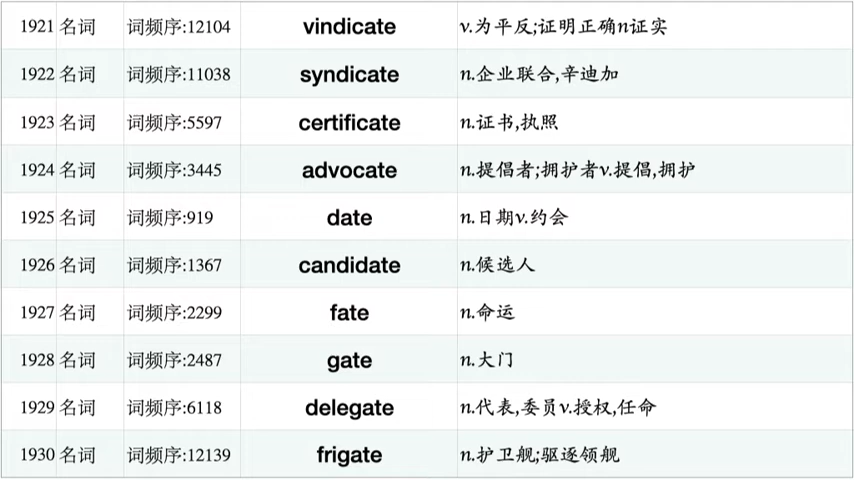 1921 名词 词频序:12104 vindicate v.为平反;证明正确n证实
1922 名词 词频序:11038 syndicate n.企业联合,辛迪加
1923 名词 词频序:5597 certificate n.证书,执照
1924 名词 词频序:3445 advocate n.提倡者;拥护者v.提倡,拥护
1925 名词 词频序:919 date n.日期v.约会
1926 名词 词频序:1367 candidate n.候选人
1927 名词 词频序:2299 fate n.命运
1928 名词 词频序:2487 gate n.大门
1929 名词 词频序:6118 delegate n.代表,委员v.授权,任命
1930 名词 词频序:12139 frigate n.护卫舰;驱逐领舰